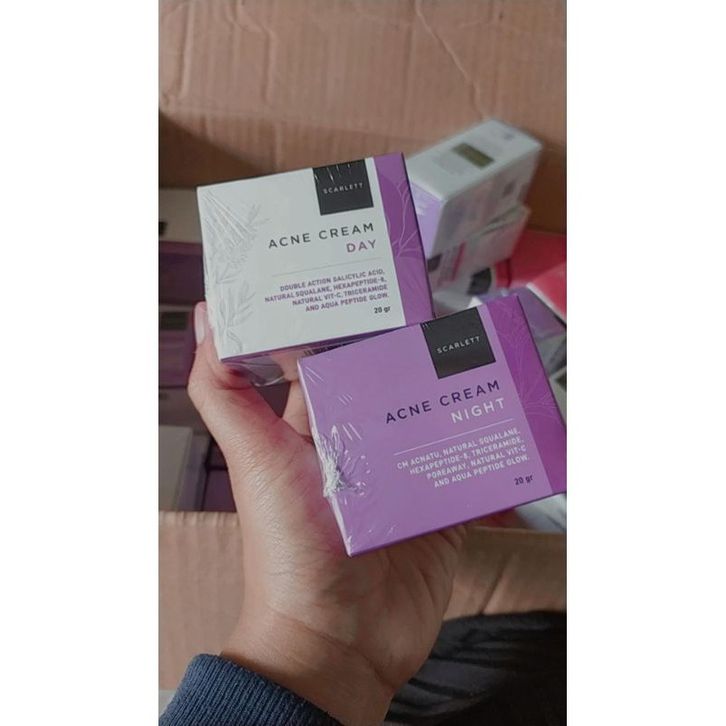 SCARLETT
ACNE CREAM
DAY
DOUBLE ACTION SALICYLIC ACID,
NATURAL SQUALANE, HEXAPEPTIDE-8,
NATURAL VIT-C, TRICERAMIDE
AND AQUA PEPTIDE GLOW.
20 gr
SCARLETT
ACNE CREAM
NIGHT
CM ACNATU, NATURAL SQUALANE,
HEXAPEPTIDE-8, TRICERAMIDE,
POREAWAY, NATURAL VIT-C
AND AQUA PEPTIDE GLOW.
20 gr